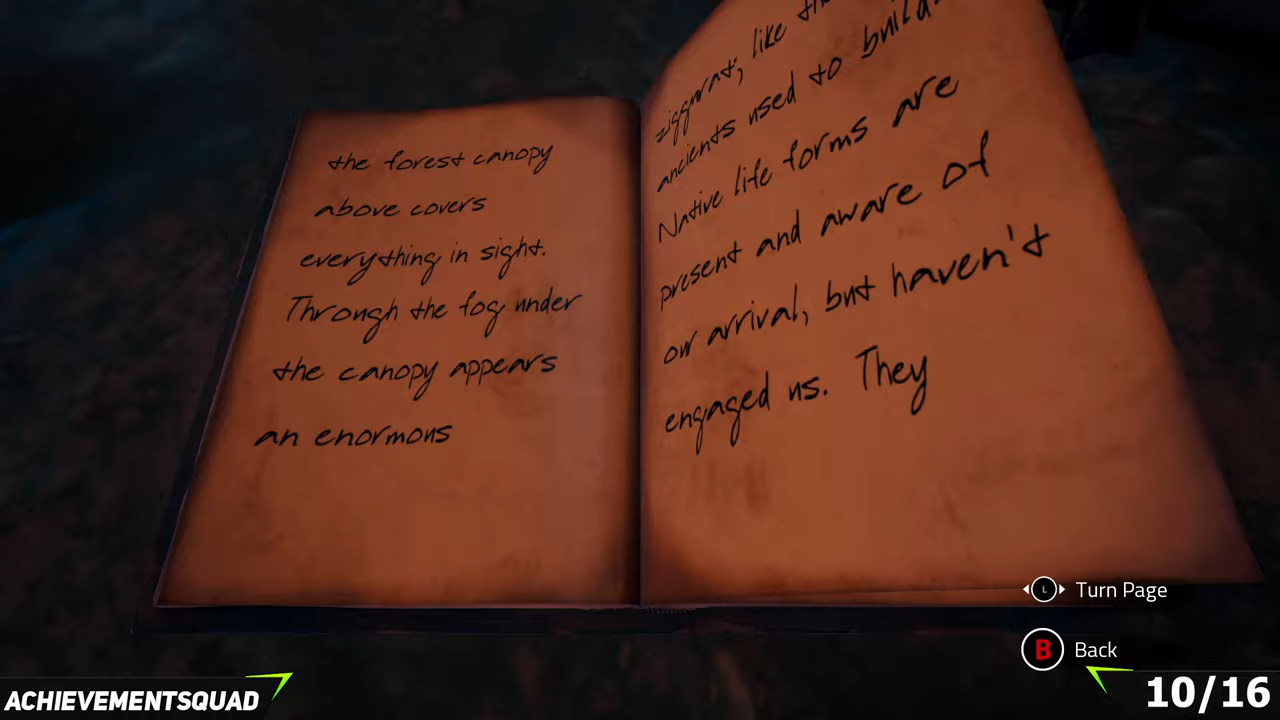 the forest canopy
above covers
everything in sight.
Through the fog under
the canopy appears
an enormous
ziggurat, like
ancients used to build.
Native life forms are
present and aware of
our arrival, but haven't
engaged us. They
Turn Page
B Back
ACHIEVEMENTSQUAD
10/16